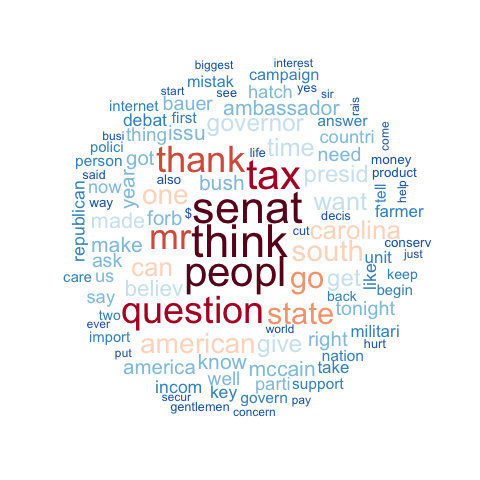 biggest
interest
mistak
campaign
start
see
hatch
yes
sir
internet
bauer
ambassador
rais
debat
first
governor
answer
busi
thing
issu
countri
come
polici
thank
life
time
need
person
got
tax
money
said
also
bush
presid
product
now
year
one
senat
want
tell
help
way
$
decis
farmer
republican
made
forb
mr
think
cut
carolina
conserv
make
south
just
ask
can
peopl
go
get
like
unit
care
us
believ
keep
say
question
back
begin
two
state
tonight
ever
american
world
militari
import
give
right
hurt
put
america
know
mccain
nation
take
well
parti
support
incom
key
govern
pay
secur
gentlemen
concern